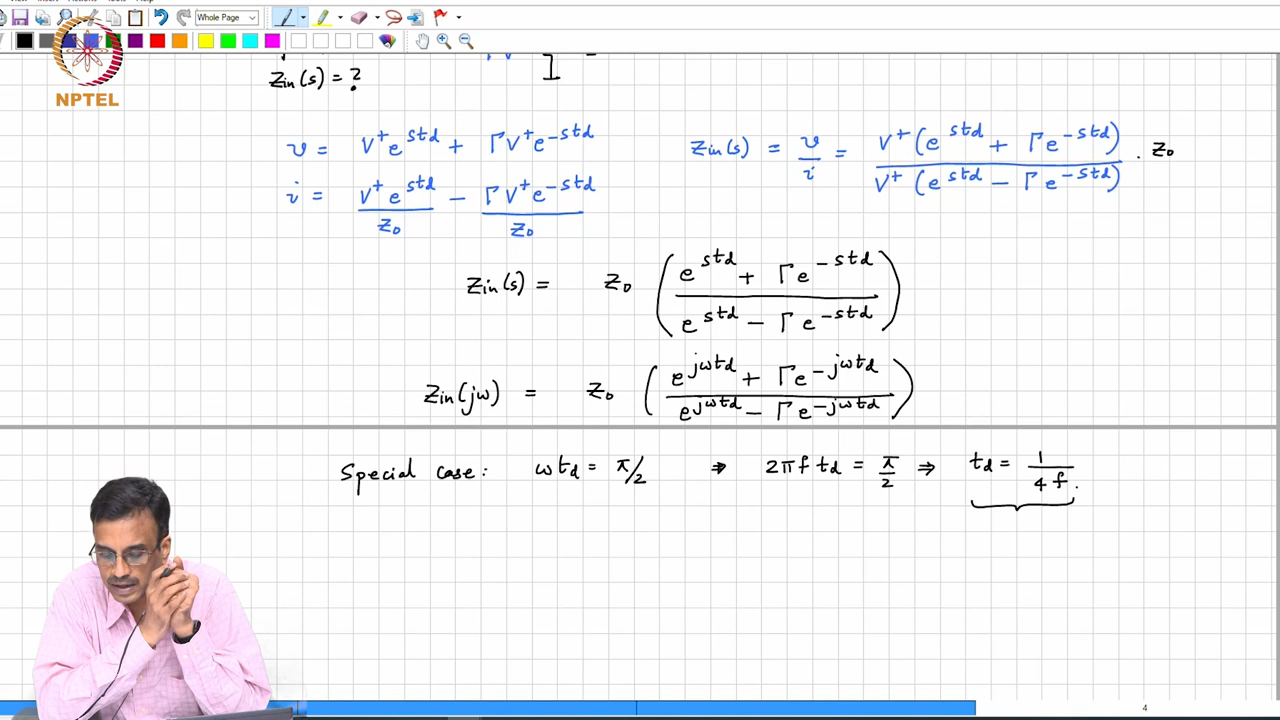 Whole Page
NPTEL
Zin(s) = ?
Γv
v = V⁺e^{std} + ΓV⁺e^{-std}
i = V⁺e^{std}/Z₀ - ΓV⁺e^{-std}/Z₀
Zin(s) = v/i = V⁺(e^{std} + Γe^{-std})/V⁺(e^{std} - Γe^{-std}) . Z₀
Zin(s) = Z₀ (e^{std} + Γe^{-std}/e^{std} - Γe^{-std})
Zin(jω) = Z₀ (e^{jωtd} + Γe^{-jωtd}/e^{jωtd} - Γe^{-jωtd})
Special case: ωtd = π/2 → 2πf td = π/2 ⇒ td = 1/4f.
4